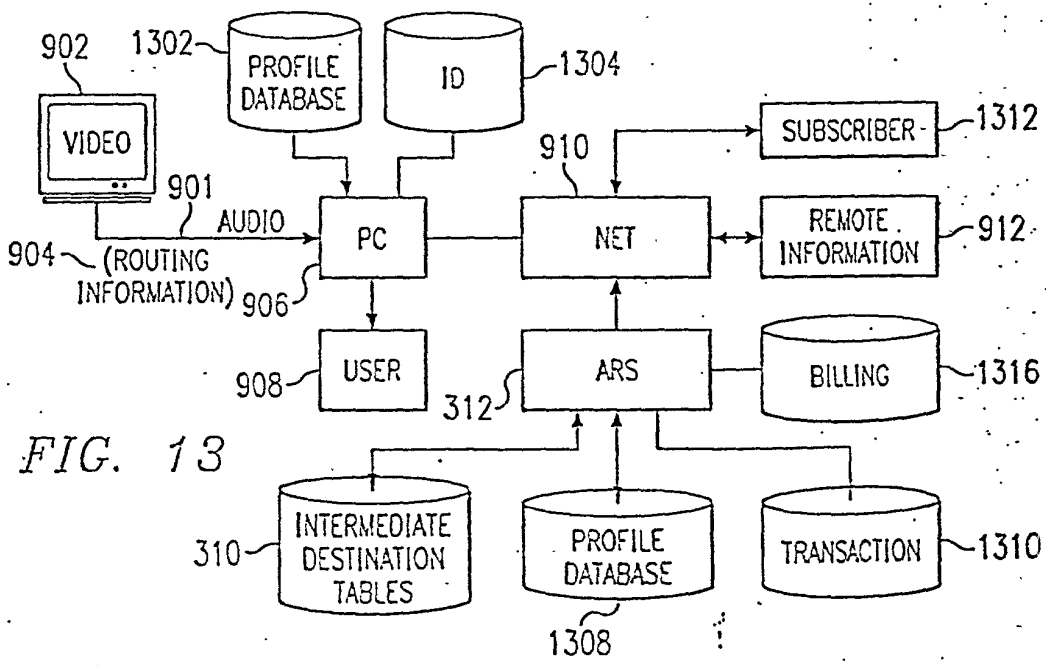 902
1302
PROFILE
DATABASE
ID
1304
VIDEO
901
AUDIO
904
(ROUTING
INFORMATION)
PC
906
910
NET
SUBSCRIBER
1312
REMOTE
INFORMATION
912
USER
908
ARS
312
BILLING
1316
FIG. 13
310
INTERMEDIATE
DESTINATION
TABLES
PROFILE
DATABASE
1308
TRANSACTION
1310